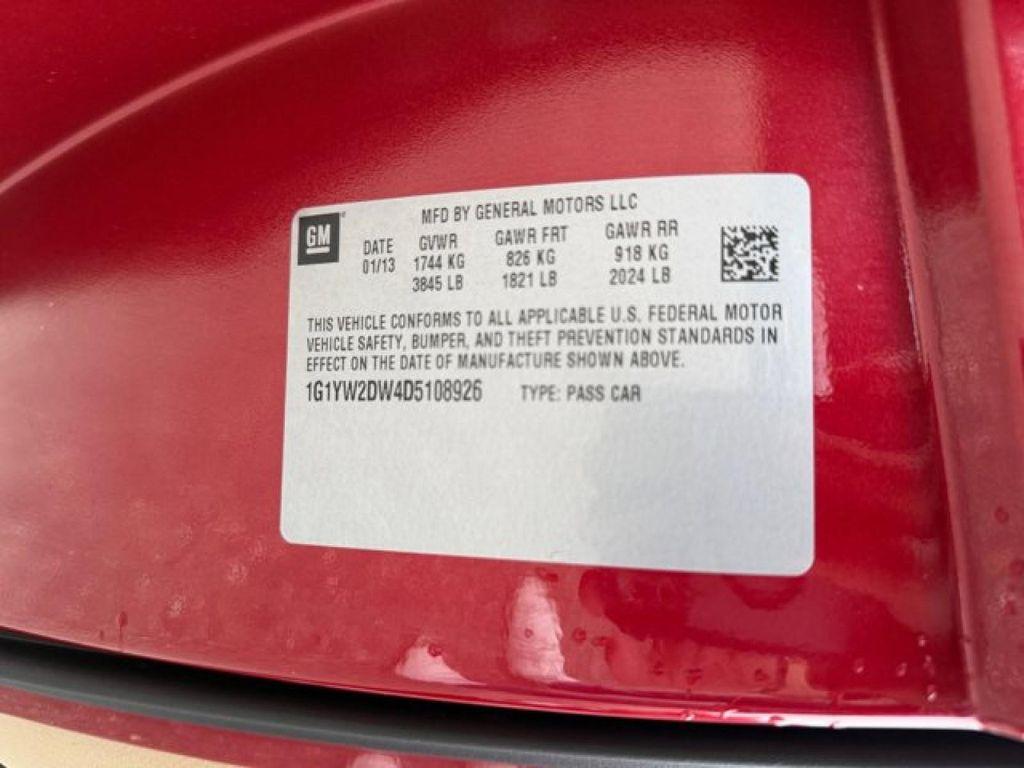 MFD BY GENERAL MOTORS LLC
GM
DATE GVWR GAWR FRT GAWR RR
01/13 1744 KG 826 KG 918 KG
3845 LB 1821 LB 2024 LB
THIS VEHICLE CONFORMS TO ALL APPLICABLE U.S. FEDERAL MOTOR
VEHICLE SAFETY, BUMPER, AND THEFT PREVENTION STANDARDS IN
EFFECT ON THE DATE OF MANUFACTURE SHOWN ABOVE.
1G1YW2DW4D5108926 TYPE: PASS CAR